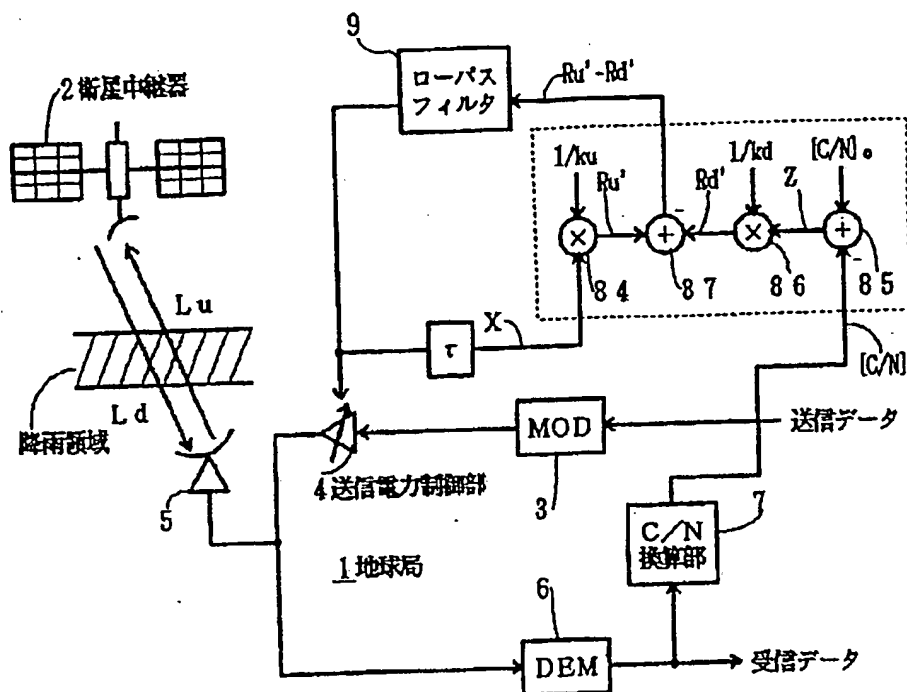 9
ローパス
フィルタ
Ru'-Rd'
2衛星中継器
1/ku
Ru'
Rd'
1/kd
Z
[C/N]。
×
+
×
+
-
-
84
87
86
85
Lu
Ld
降雨領域
τ
X
[C/N]
MOD
3
送信データ
4送信電力制御部
5
C/N
換算部
7
1地球局
6
DEM
受信データ